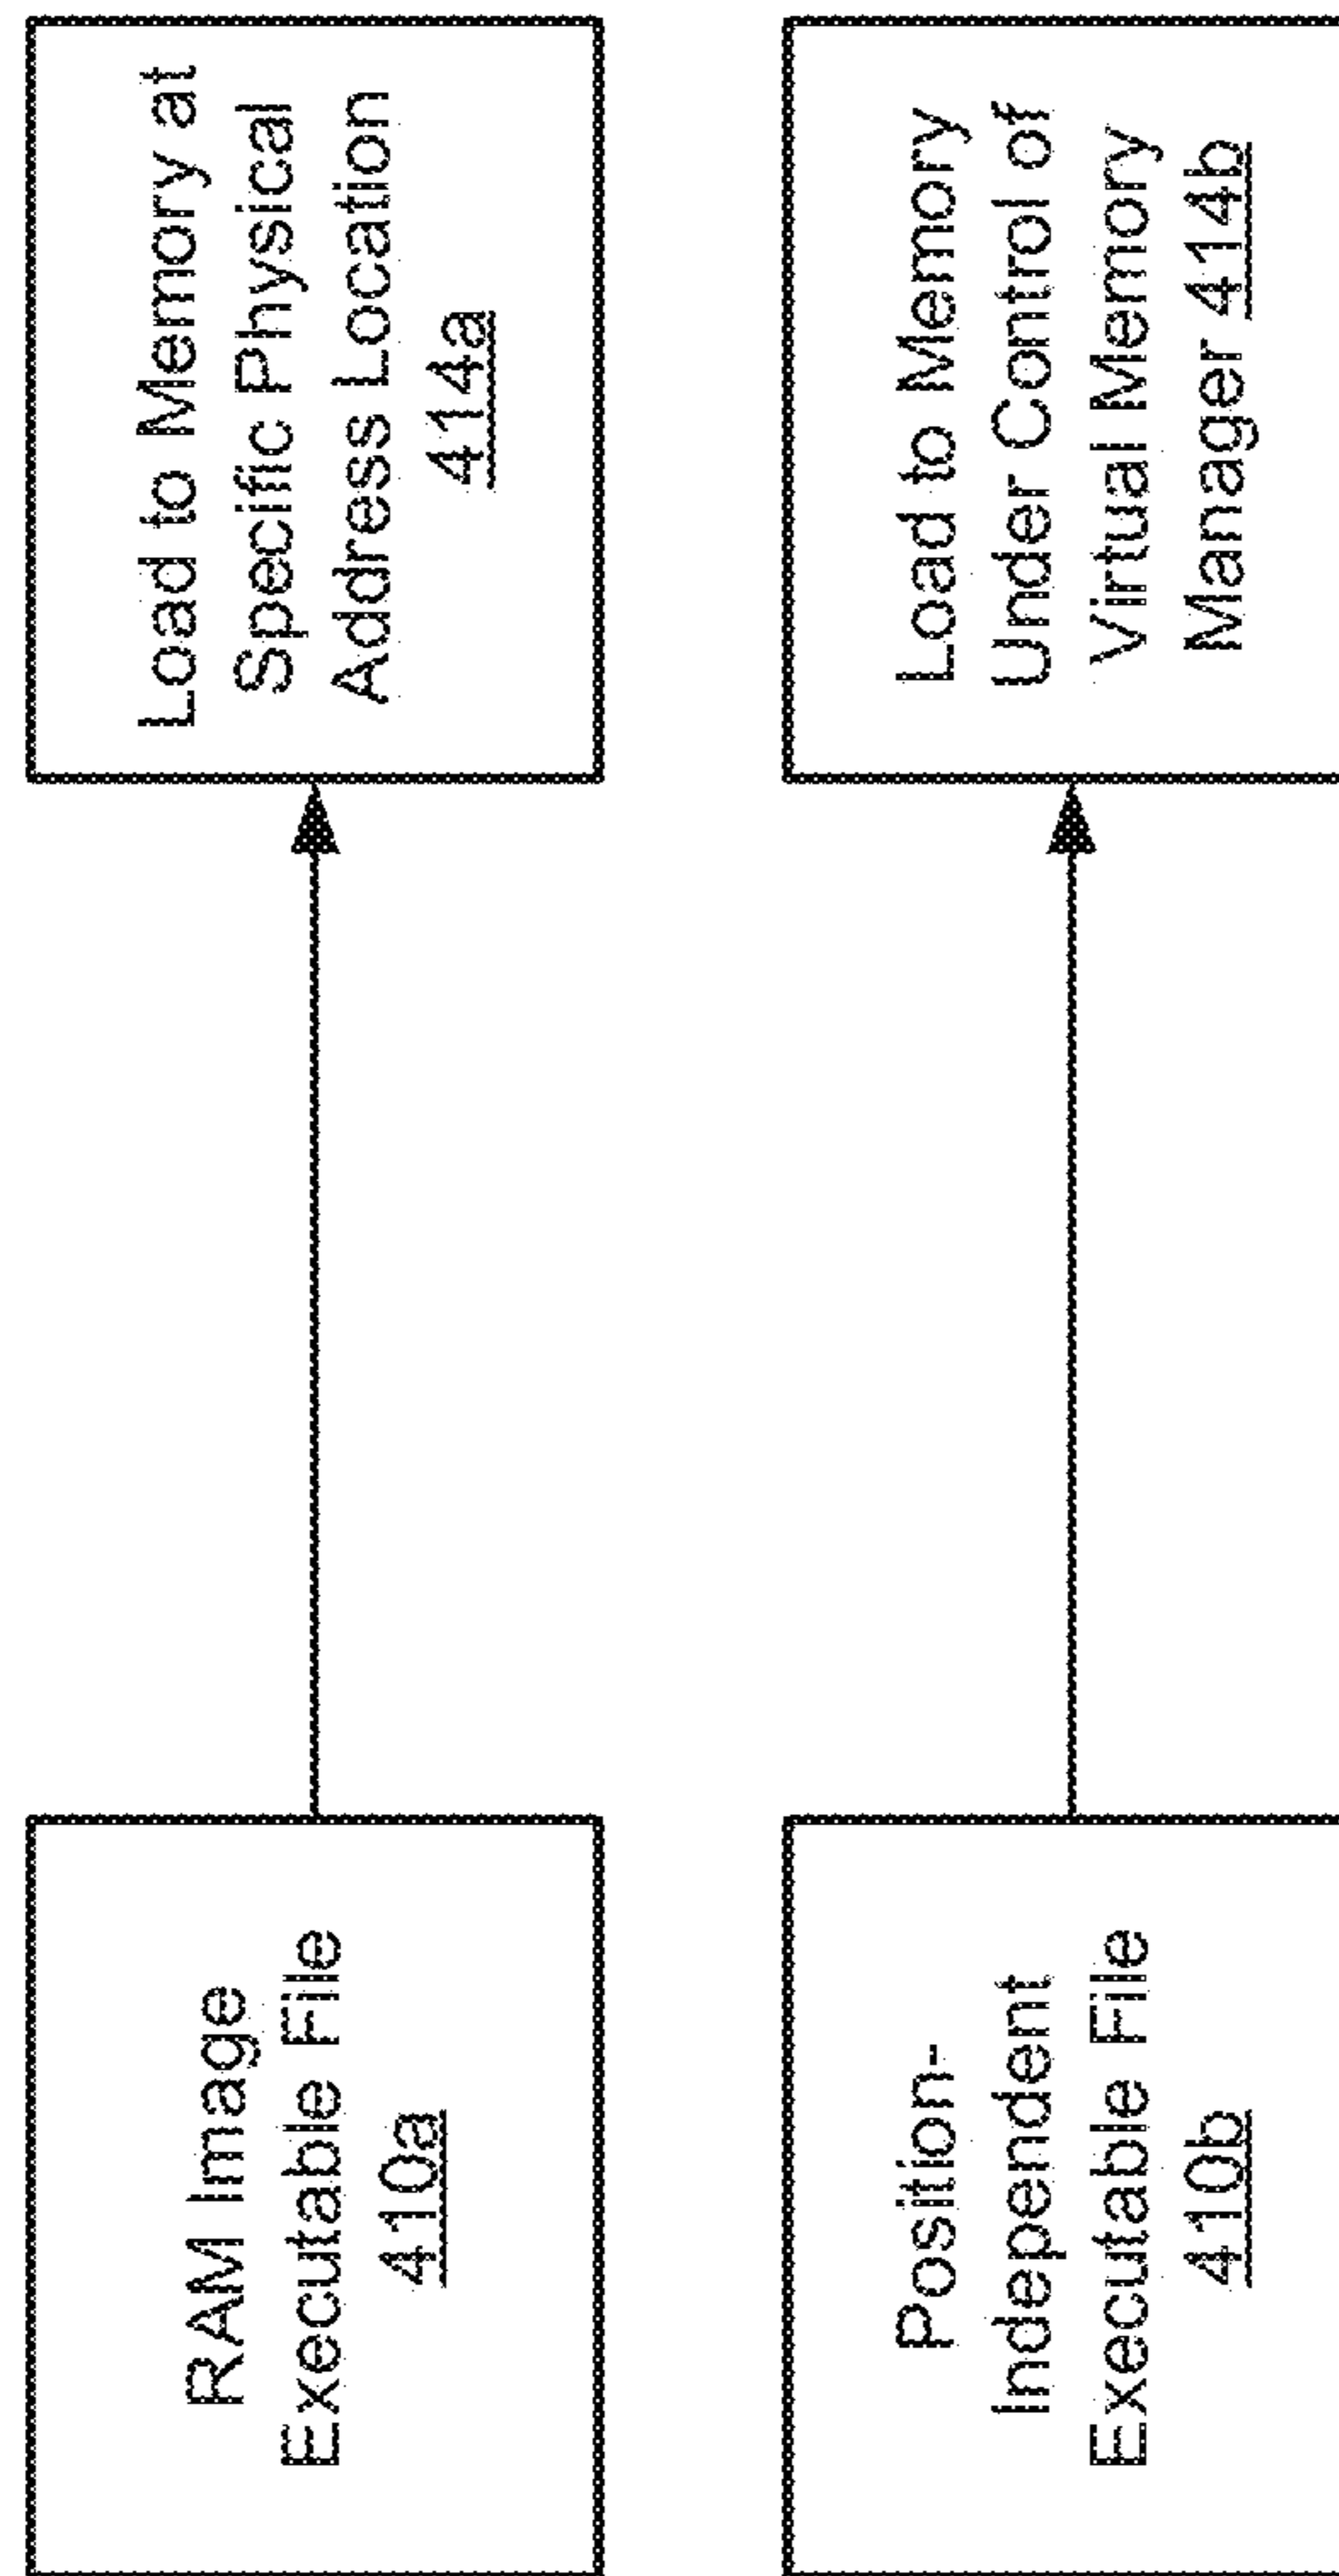 RAM Image
Executable File
410a
Load to Memory at
Specific Physical
Address Location
414a
Position-
Independent
Executable File
410b
Load to Memory
Under Control of
Virtual Memory
Manager 414b